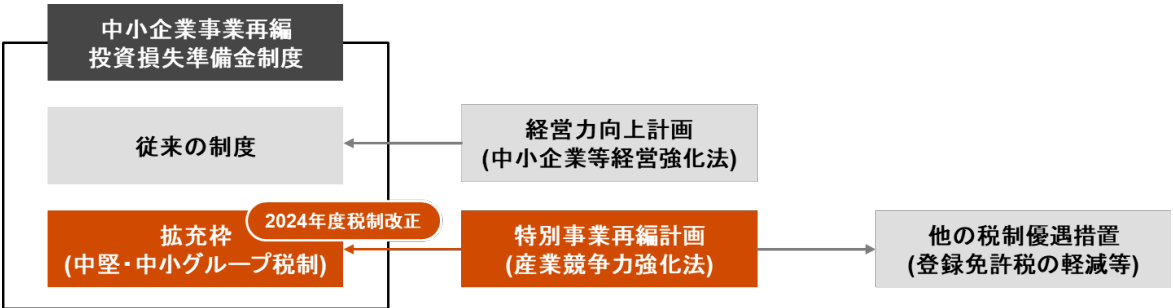 中小企業事業再編
投資損失準備金制度
従来の制度
経営力向上計画
(中小企業等経営強化法)
2024年度税制改正
拡充枠
(中堅・中小グループ税制)
特別事業再編計画
(産業競争力強化法)
他の税制優遇措置
(登録免許税の軽減等)